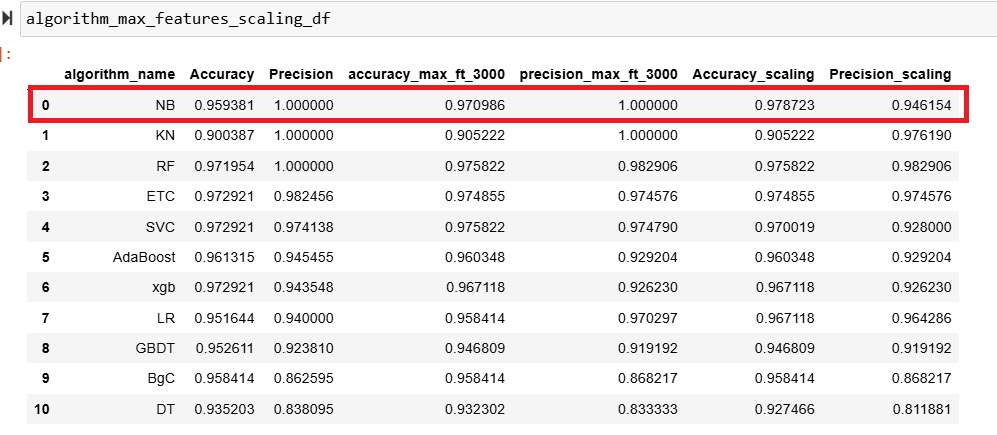 algorithm_max_features_scaling_df
]:
algorithm_name Accuracy Precision accuracy_max_ft_3000 precision_max_ft_3000 Accuracy_scaling Precision_scaling
0 NB 0.959381 1.000000 0.970986 1.000000 0.978723 0.946154
1 KN 0.900387 1.000000 0.905222 1.000000 0.905222 0.976190
2 RF 0.971954 1.000000 0.975822 0.982906 0.975822 0.982906
3 ETC 0.972921 0.982456 0.974855 0.974576 0.974855 0.974576
4 SVC 0.972921 0.974138 0.975822 0.974790 0.970019 0.928000
5 AdaBoost 0.961315 0.945455 0.960348 0.929204 0.960348 0.929204
6 xgb 0.972921 0.943548 0.967118 0.926230 0.967118 0.926230
7 LR 0.951644 0.940000 0.958414 0.970297 0.967118 0.964286
8 GBDT 0.952611 0.923810 0.946809 0.919192 0.946809 0.919192
9 BgC 0.958414 0.862595 0.958414 0.868217 0.958414 0.868217
10 DT 0.935203 0.838095 0.932302 0.833333 0.927466 0.811881